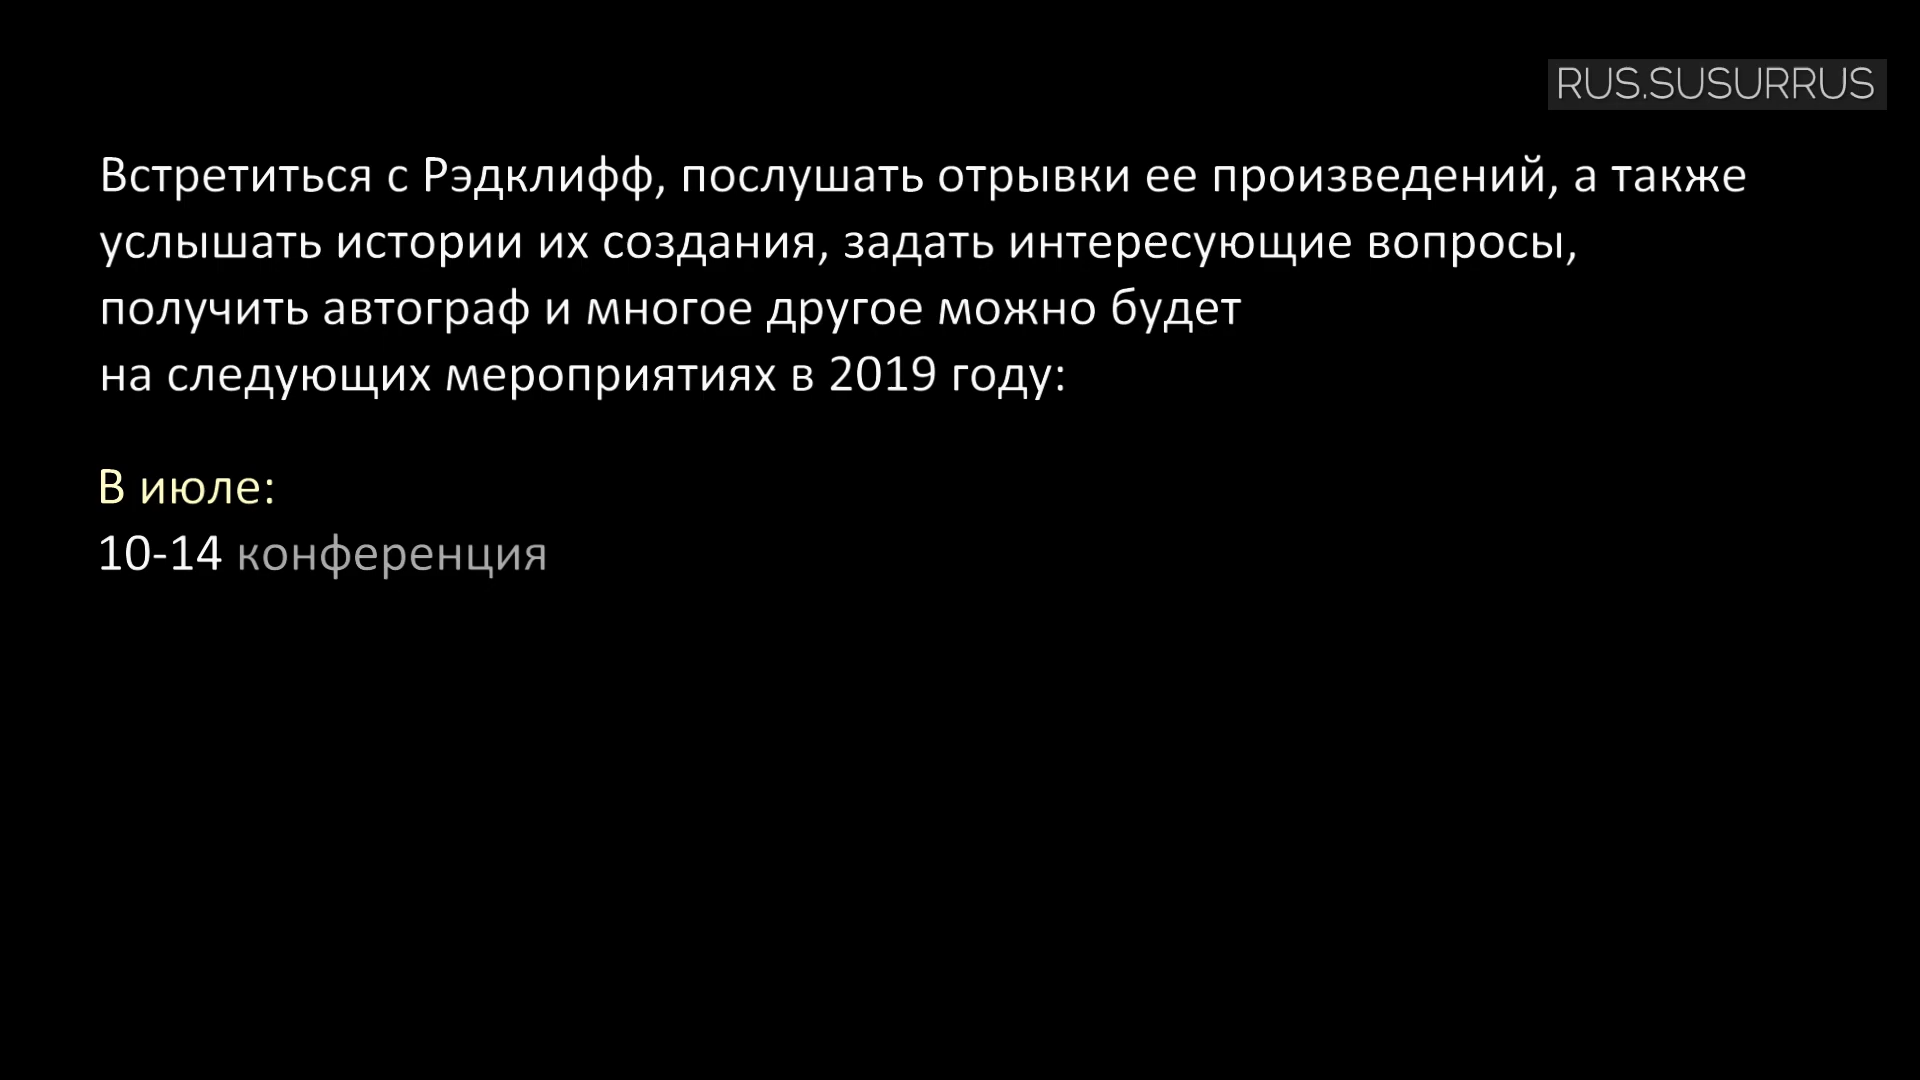 RUS.SUSURRUS
Встретиться с Рэдклифф, послушать отрывки ее произведений, а также
услышать истории их создания, задать интересующие вопросы,
получить автограф и многое другое можно будет
на следующих мероприятиях в 2019 году:
В июле:
10-14 конференция